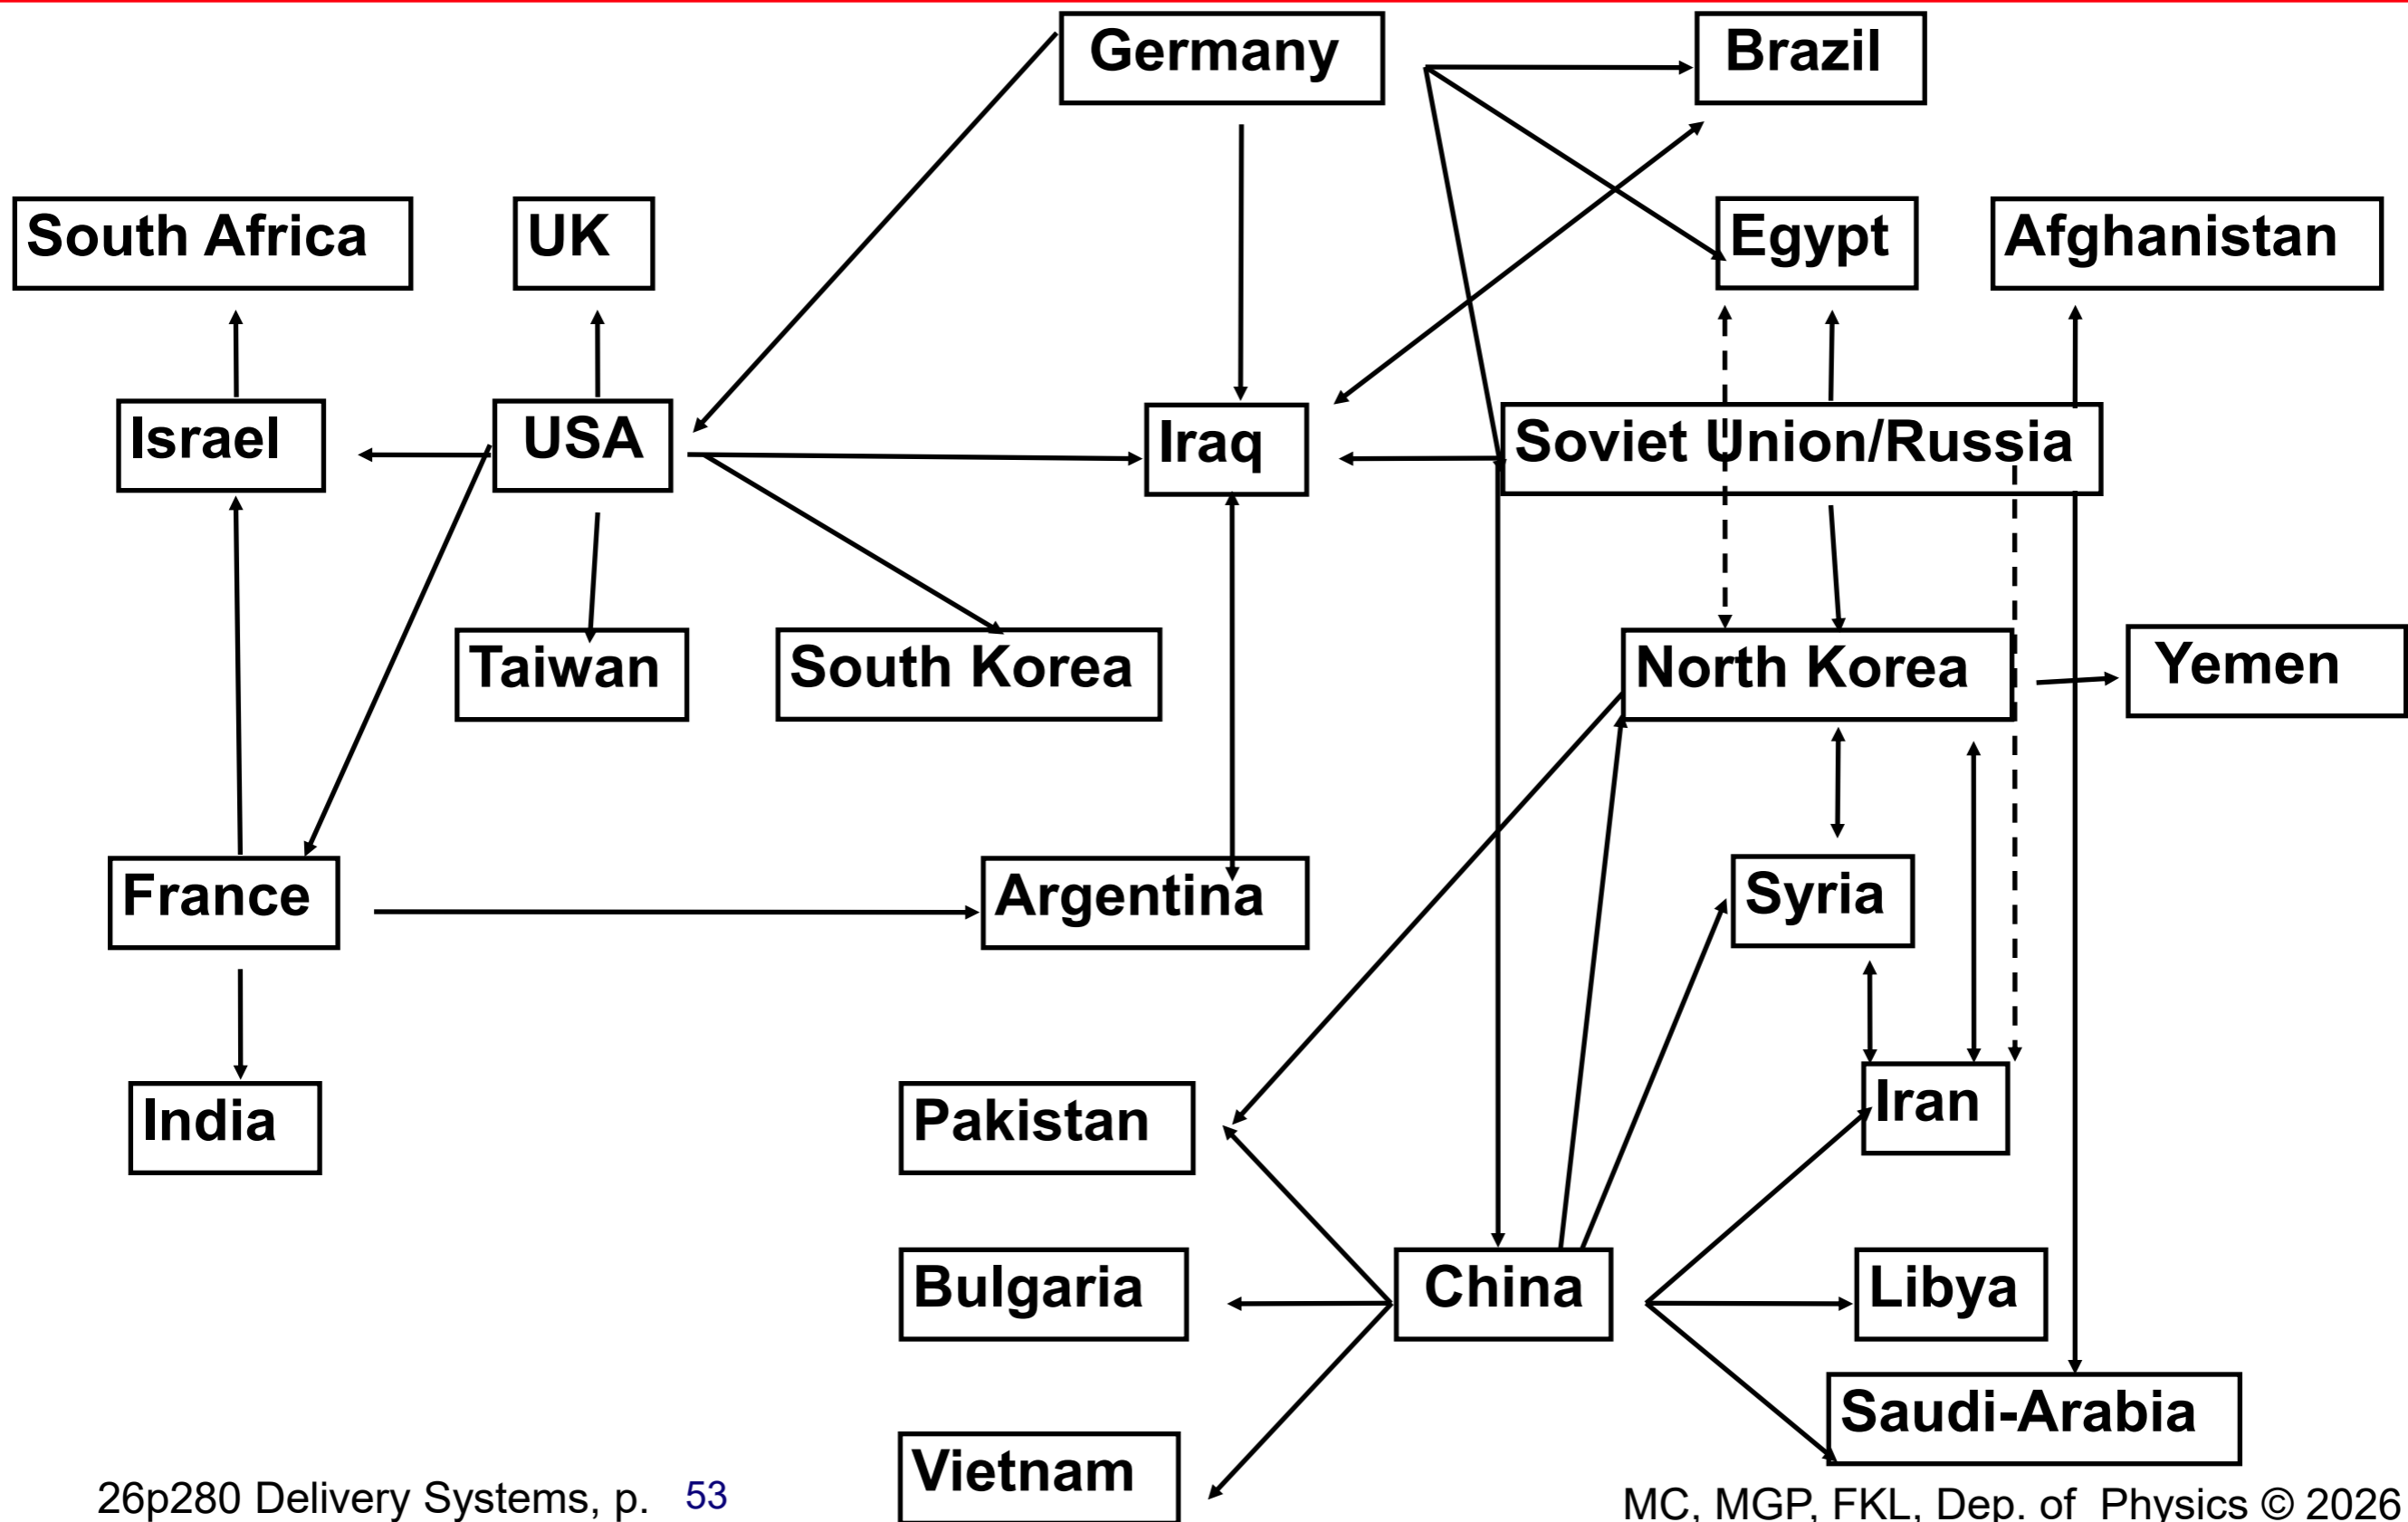 Germany
Brazil
South Africa
UK
Egypt
Afghanistan
Israel
USA
Iraq
Soviet Union/Russia
Taiwan
South Korea
North Korea
Yemen
France
Argentina
Syria
India
Pakistan
Iran
Bulgaria
China
Libya
Saudi-Arabia
Vietnam
26p280 Delivery Systems, p. 53
MC, MGP, FKL, Dep. of Physics © 2026